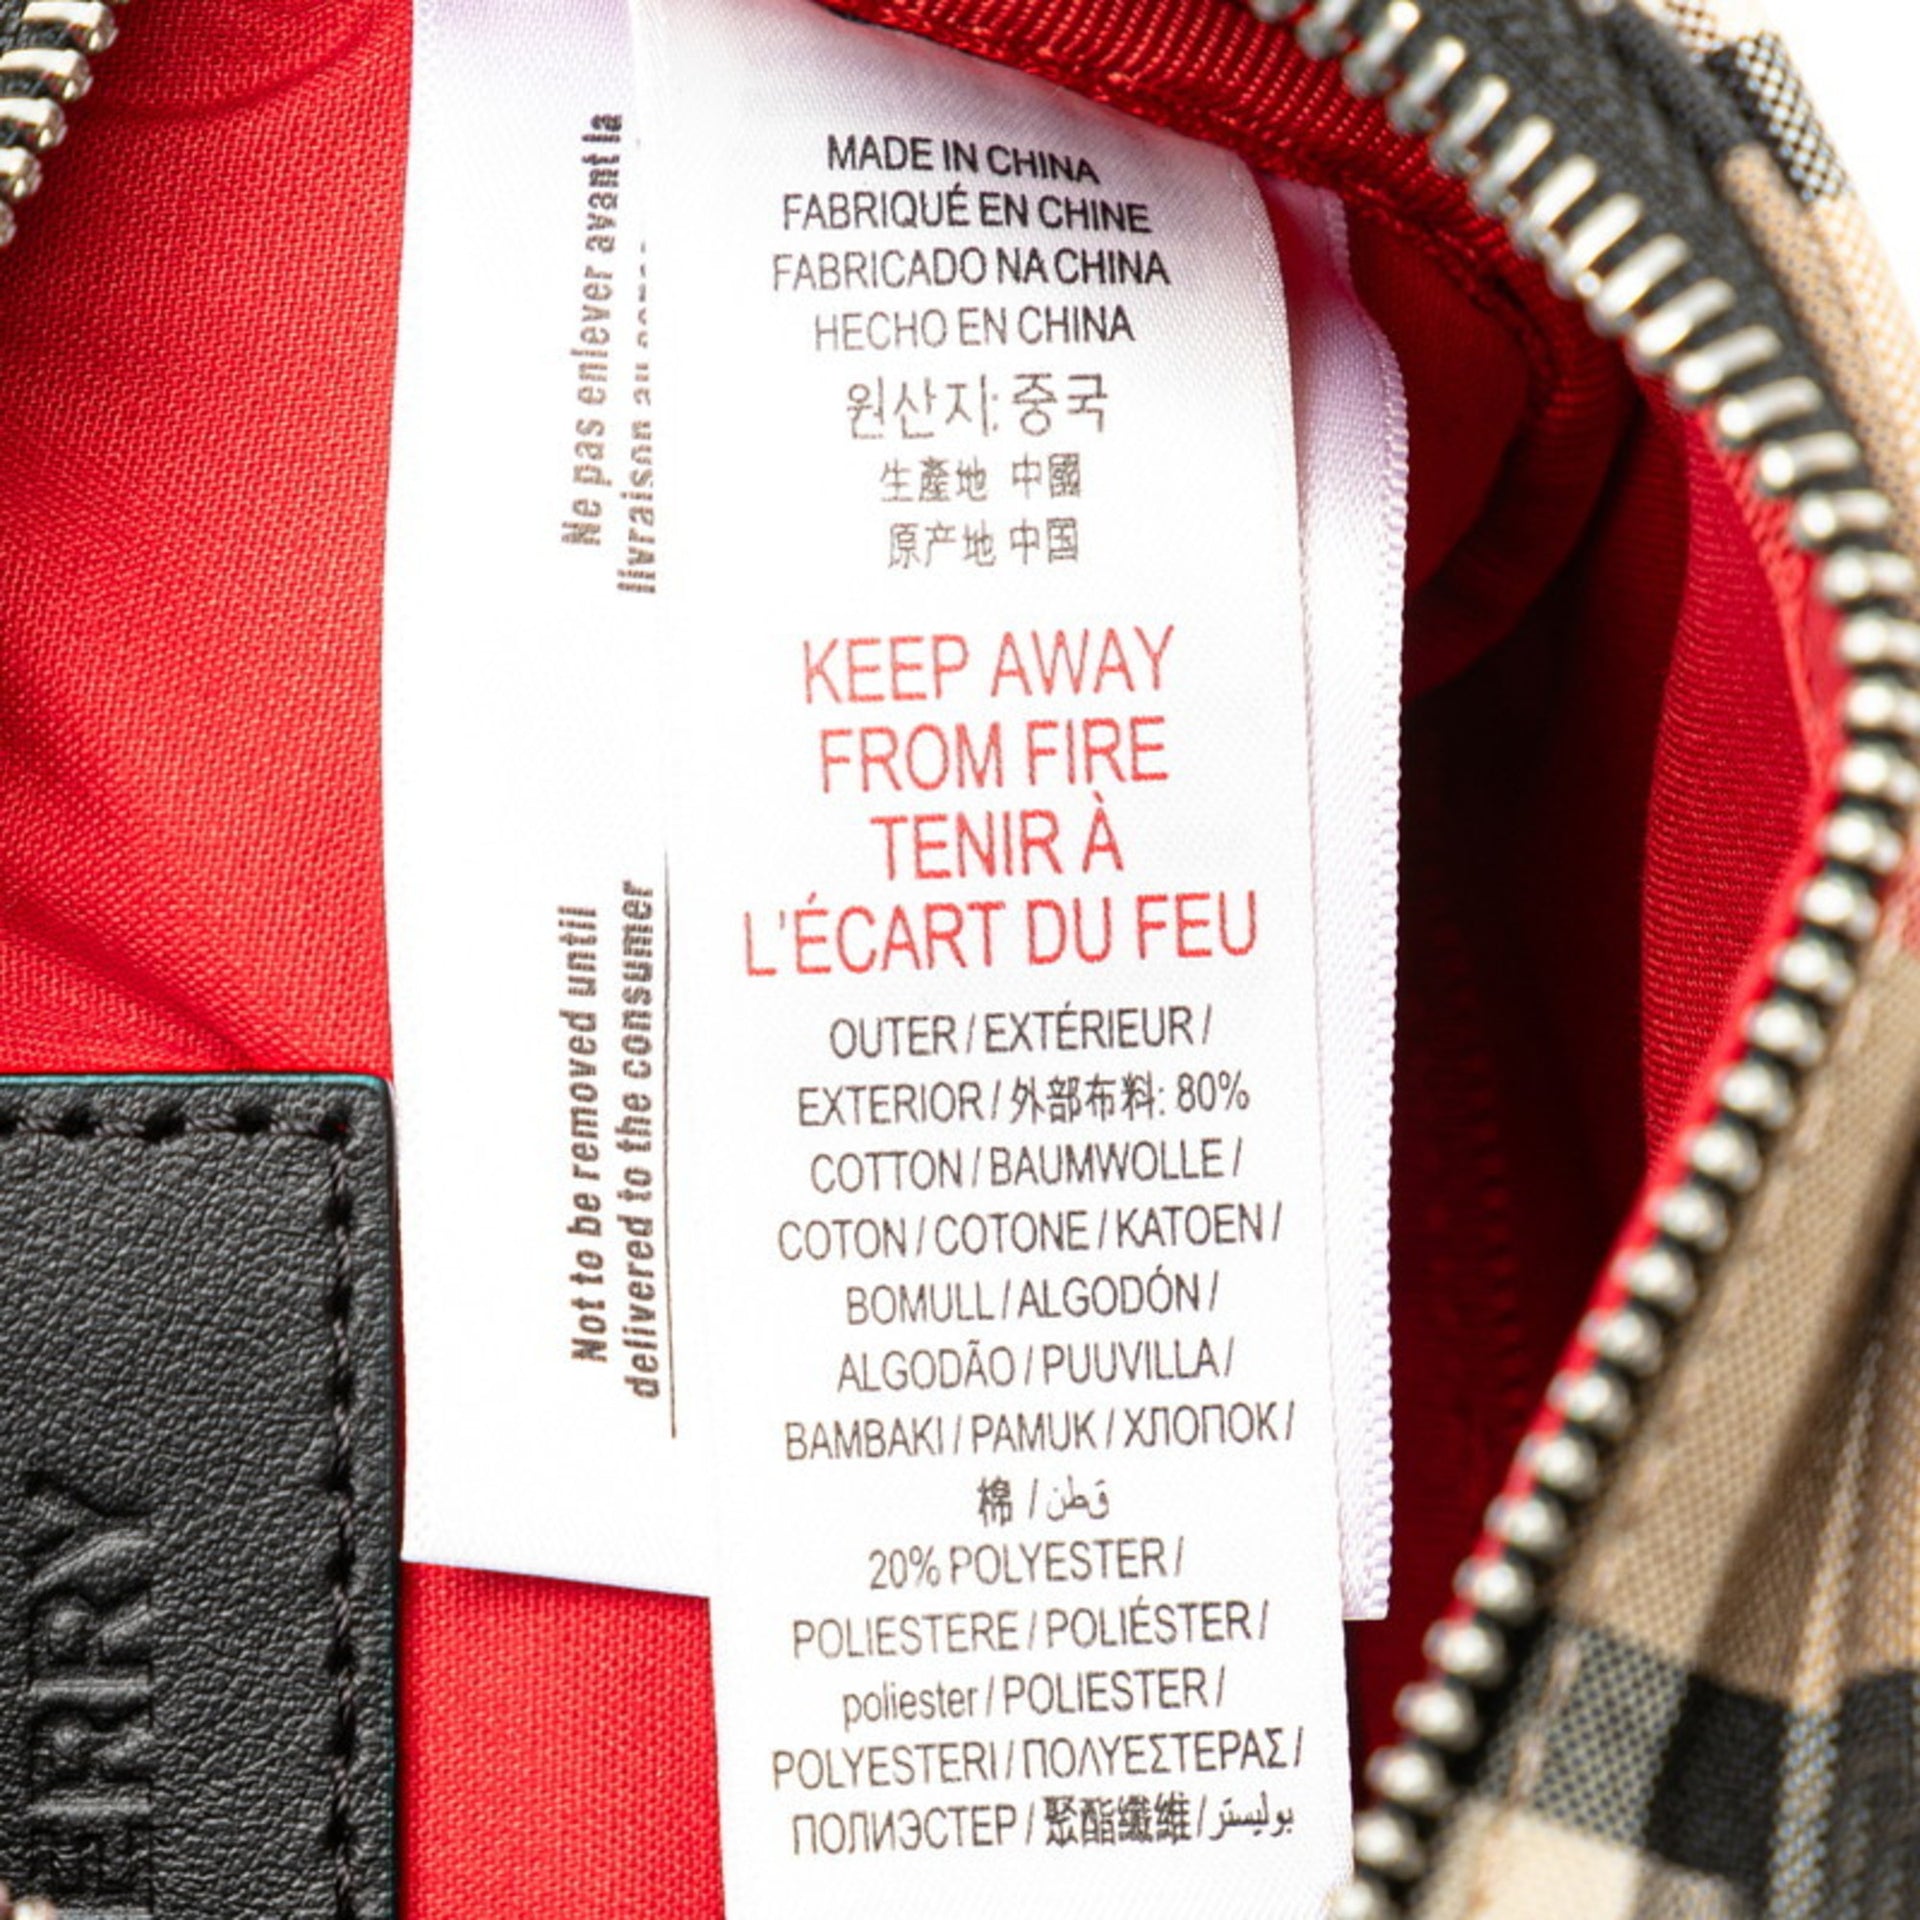 Ne pas enlever avant la
livraison au
Not to be removed until
delivered to the consumer
MADE IN CHINA
FABRIQUÉ EN CHINE
FABRICADO NA CHINA
HECHO EN CHINA
원산지: 중국
生產地 中國
原产地 中国
KEEP AWAY
FROM FIRE
TENIR À
L'ÉCART DU FEU
OUTER / EXTÉRIEUR /
EXTERIOR / 外部布料: 80%
COTTON / BAUMWOLLE /
COTON / COTONE / KATOEN /
BOMULL / ALGODÓN /
ALGODÃO / PUUVILLA /
BAMBAKI / PAMUK / ХЛОПОК /
棉 / قطن
20% POLYESTER /
POLIESTERE / POLIÉSTER /
poliester / POLIESTER /
POLYESTERI / ΠΟΛΥΕΣΤΕΡΑΣ /
ПОЛИЭСТЕР / 聚酯纖維 / بوليستر
ERRY